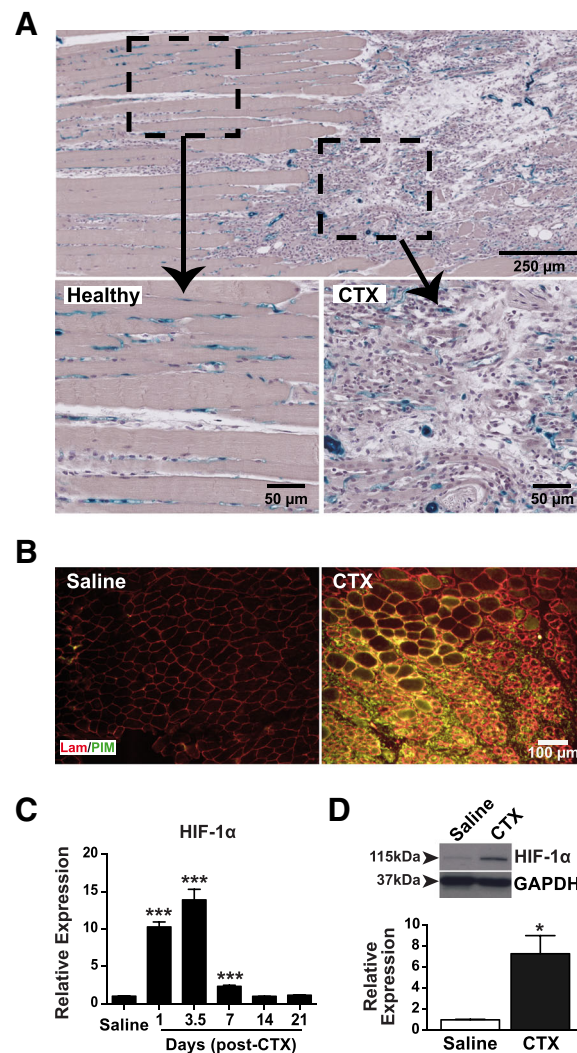 A
250 µm
Healthy
CTX
50 µm
50 µm
B
Saline
CTX
Lam/PIM
100 µm
C
HIF-1α
Relative Expression
20
15
10
5
0
***
***
***
Saline
1
3.5
7
14
21
Days (post-CTX)
D
Saline
CTX
115kDa
HIF-1α
37kDa
GAPDH
Relative
Expression
10
8
6
4
2
0
*
Saline
CTX